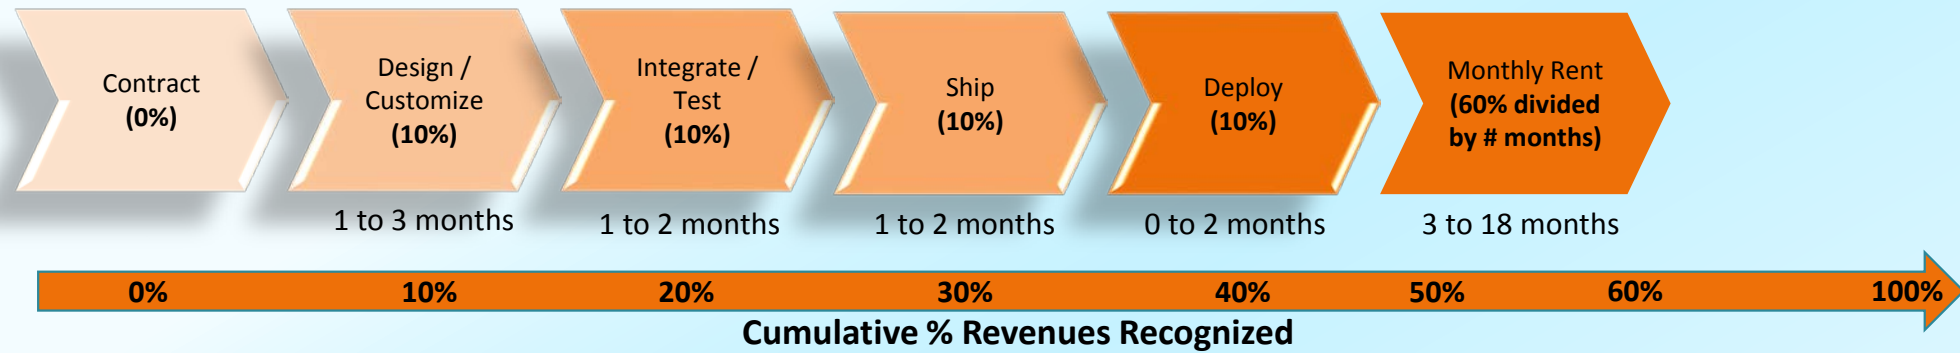 Contract
(0%)
Design /
Customize
(10%)
Integrate /
Test
(10%)
Ship
(10%)
Deploy
(10%)
Monthly Rent
(60% divided
by # months)
1 to 3 months
1 to 2 months
1 to 2 months
0 to 2 months
3 to 18 months
0% 10% 20% 30% 40% 50% 60% 100%
Cumulative % Revenues Recognized